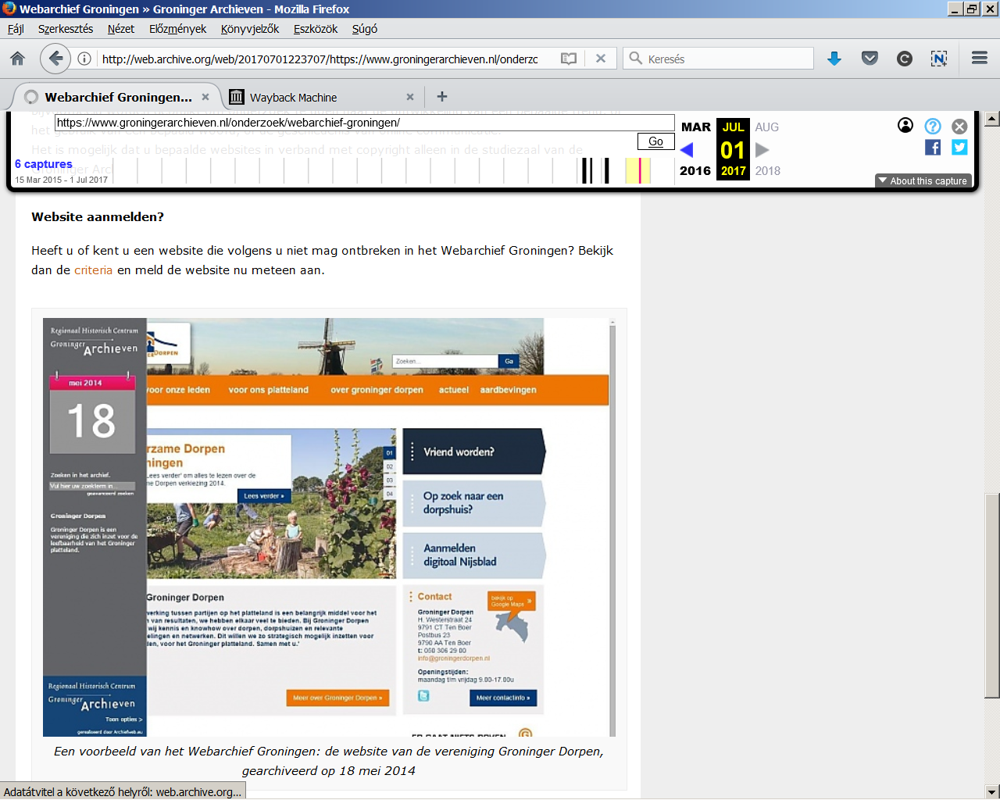 Webarchief Groningen » Groninger Archieven - Mozilla Firefox
Fájl Szerkesztés Nézet Előzmények Könyvjelzők Eszközök Súgó
http://web.archive.org/web/20170701223707/https://www.groningerarchieven.nl/onderzc
Keresés
Webarchief Groningen...
Wayback Machine
https://www.groningerarchieven.nl/onderzoek/webarchief-groningen/
Go
MAR JUL AUG
01
2016 2017 2018
het gebruik van een bepaald woord, of de geschiedenis van online communicatie.
Het is mogelijk dat u bepaalde websites in verband met copyright alleen in de studiezaal van de
Groninger Arc
6 captures
15 Mar 2015 - 1 Jul 2017
About this capture
Website aanmelden?
Heeft u of kent u een website die volgens u niet mag ontbreken in het Webarchief Groningen? Bekijk
dan de criteria en meld de website nu meteen aan.
Regionaal Historisch Centrum
Groninger Archieven
mei 2014
18
Zoeken in het archief.
Vul hier uw zoekterm in...
geavanceerd zoeken
Groninger Dorpen
Groninger Dorpen is een
vereniging die zich inzet voor de
leefbaarheid van het Groninger
platteland.
Regionaal Historisch Centrum
Groninger Archieven
Toon opties >
gerealiseerd door Archiefweb.eu
DORPEN
Zoeken...
Ga
voor onze leden voor ons platteland over groninger dorpen actueel aardbevingen
rzame Dorpen
ningen
Lees verder' om alles te lezen over de
me Dorpen verkiezing 2014.
Lees verder »
01
02
03
04
Vriend worden?
Op zoek naar een
dorpshuis?
Aanmelden
digitoal Nijsblad
Groninger Dorpen
verking tussen partijen op het platteland is een belangrijk middel voor het
n van resultaten, we hebben elkaar veel te bieden. Bij Groninger Dorpen
wij kennis en knowhow over dorpen, dorpshuizen en relevante
elingen en netwerken. Dit willen we zo strategisch mogelijk inzetten voor
len, voor het Groninger platteland. Samen met u.'
Meer over Groninger Dorpen »
Contact
bekijk op
Google Maps »
Groninger Dorpen
H. Westerstraat 24
9791 CT Ten Boer
Postbus 23
9790 AA Ten Boer
t: 050 306 29 00
info@groningerdorpen.nl
Openingstijden:
maandag t/m vrijdag 9.00-17.00u
Meer contactinfo »
Een voorbeeld van het Webarchief Groningen: de website van de vereniging Groninger Dorpen,
gearchiveerd op 18 mei 2014
Adatátvitel a következő helyről: web.archive.org...